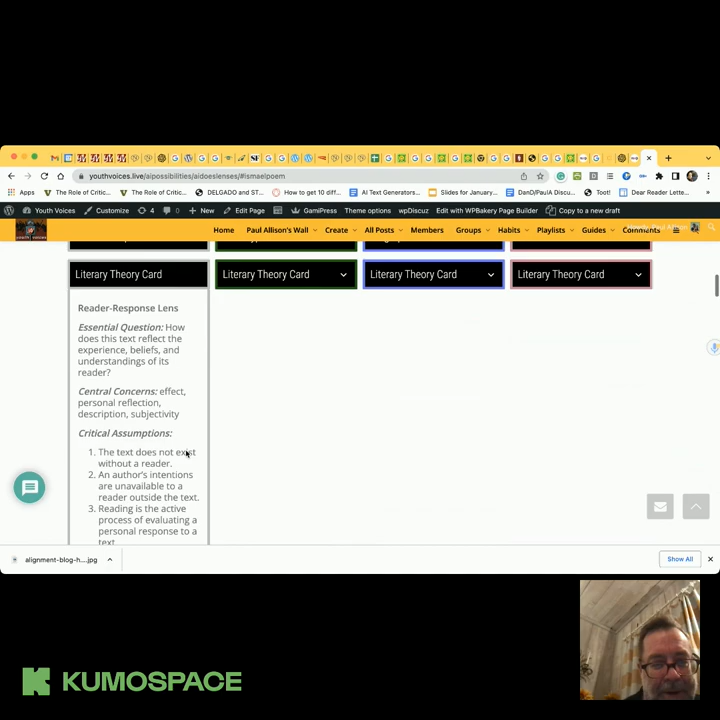 youthvoices.live/aipossibilities/aidoeslenses/#ismaelpoem
Apps
The Role of Critic...
The Role of Critic...
DELGADO and ST...
How to get 10 diff...
AI Text Generators...
Slides for January...
DanD/PaulA Discu...
Toot!
Dear Reader Letter...
Youth Voices
Customize
4
0
New
Edit Page
GamiPress
Theme options
wpDiscuz
Edit with WPBakery Page Builder
Copy to a new draft
Home
Paul Allison's Wall
Create
All Posts
Members
Groups
Habits
Playlists
Guides
Literary Theory Card
Literary Theory Card
Literary Theory Card
Literary Theory Card
Reader-Response Lens
Essential Question: How
does this text reflect the
experience, beliefs, and
understandings of its
reader?
Central Concerns: effect,
personal reflection,
description, subjectivity
Critical Assumptions:
1. The text does not exist
without a reader.
2. An author's intentions
are unavailable to a
reader outside the text.
3. Reading is the active
process of evaluating a
personal response to a
text.
alignment-blog-h....jpg
Show All
KUMOSPACE